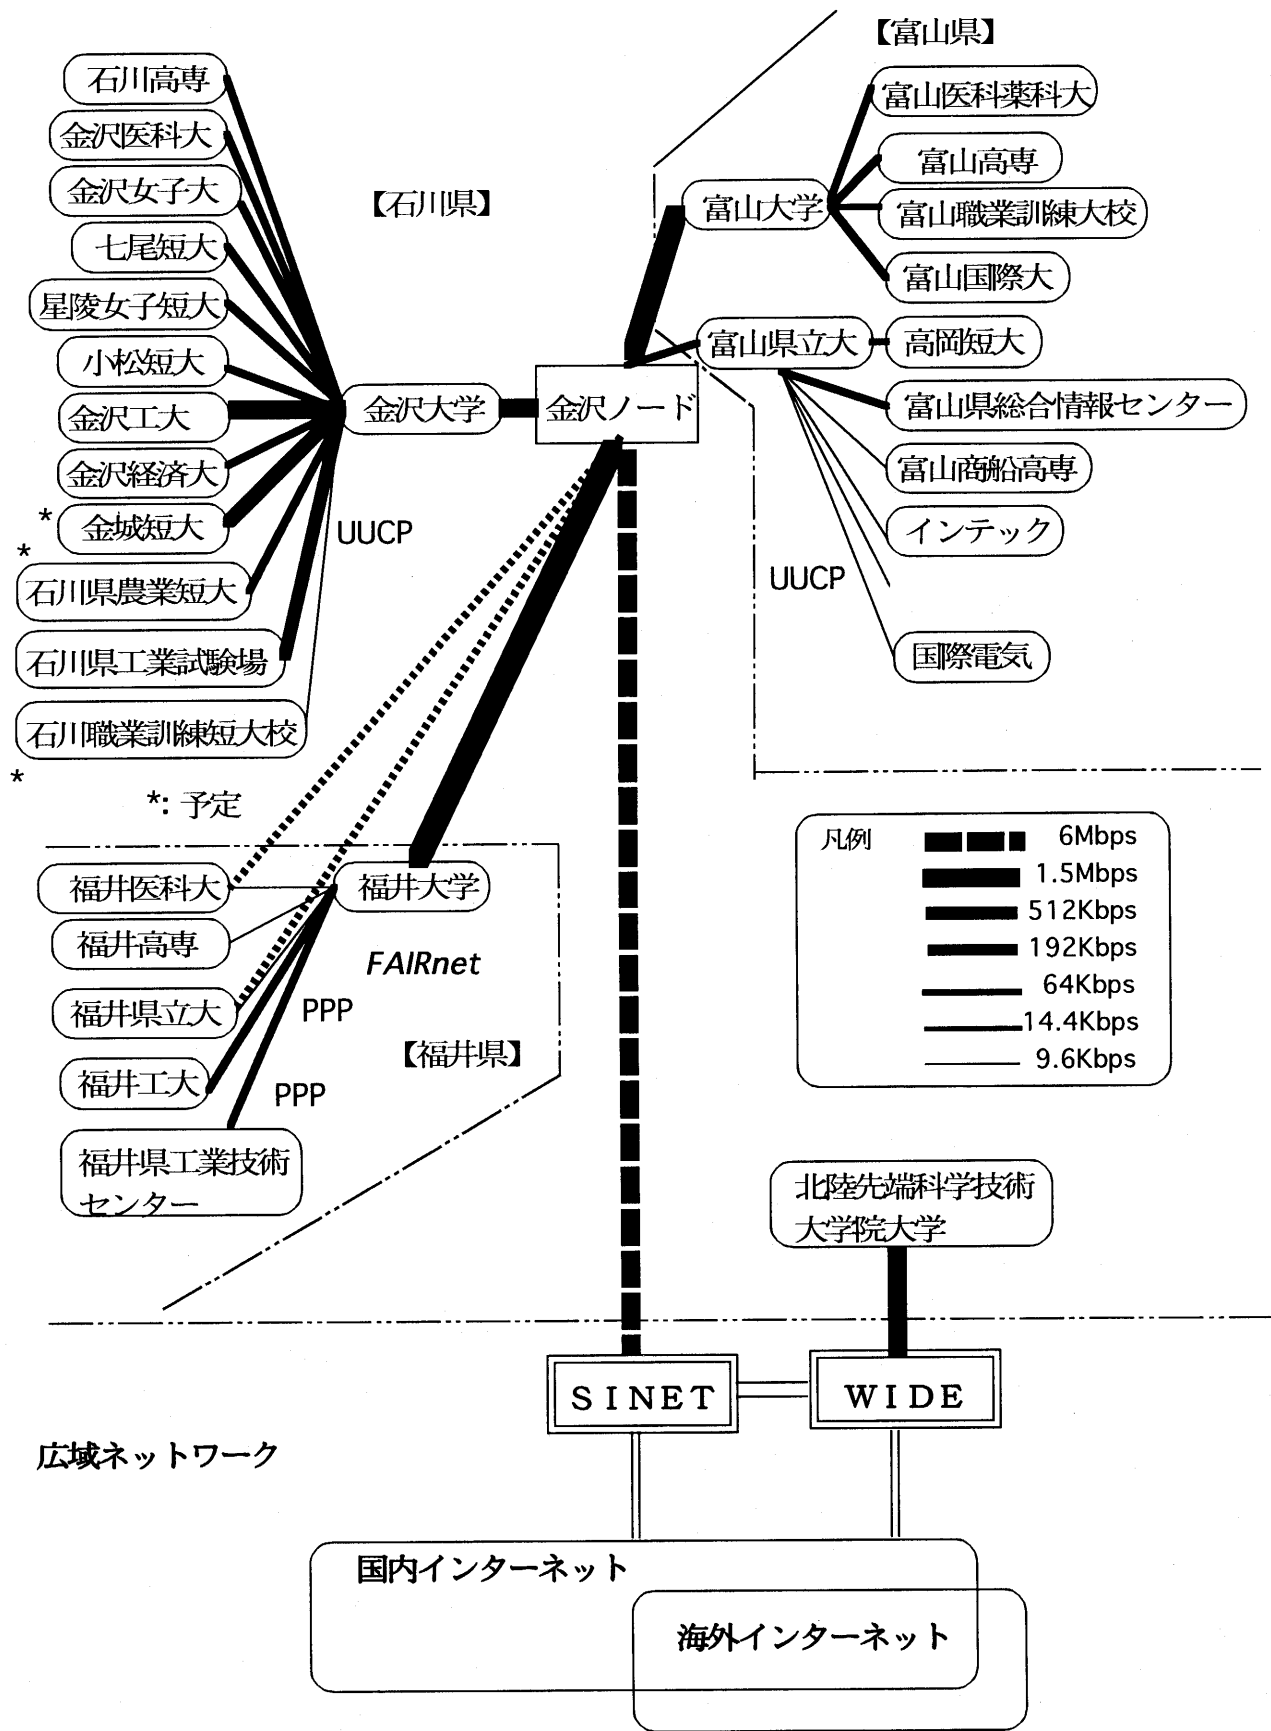 【富山県】
石川高専
金沢医科大
金沢女子大
【石川県】
七尾短大
星陵女子短大
小松短大
金沢工大
金沢大学
金沢ノード
金沢経済大
*
金城短大
UUCP
*
石川県農業短大
石川県工業試験場
石川職業訓練短大校
*
*: 予定
富山医科薬科大
富山高専
富山大学
富山職業訓練大校
富山国際大
富山県立大
高岡短大
富山県総合情報センター
富山商船高専
インテック
UUCP
国際電気
福井医科大
福井大学
福井高専
FAIRnet
福井県立大
PPP
【福井県】
福井工大
PPP
福井県工業技術
センター
凡例
6Mbps
1.5Mbps
512Kbps
192Kbps
64Kbps
14.4Kbps
9.6Kbps
北陸先端科学技術
大学院大学
SINET
WIDE
広域ネットワーク
国内インターネット
海外インターネット